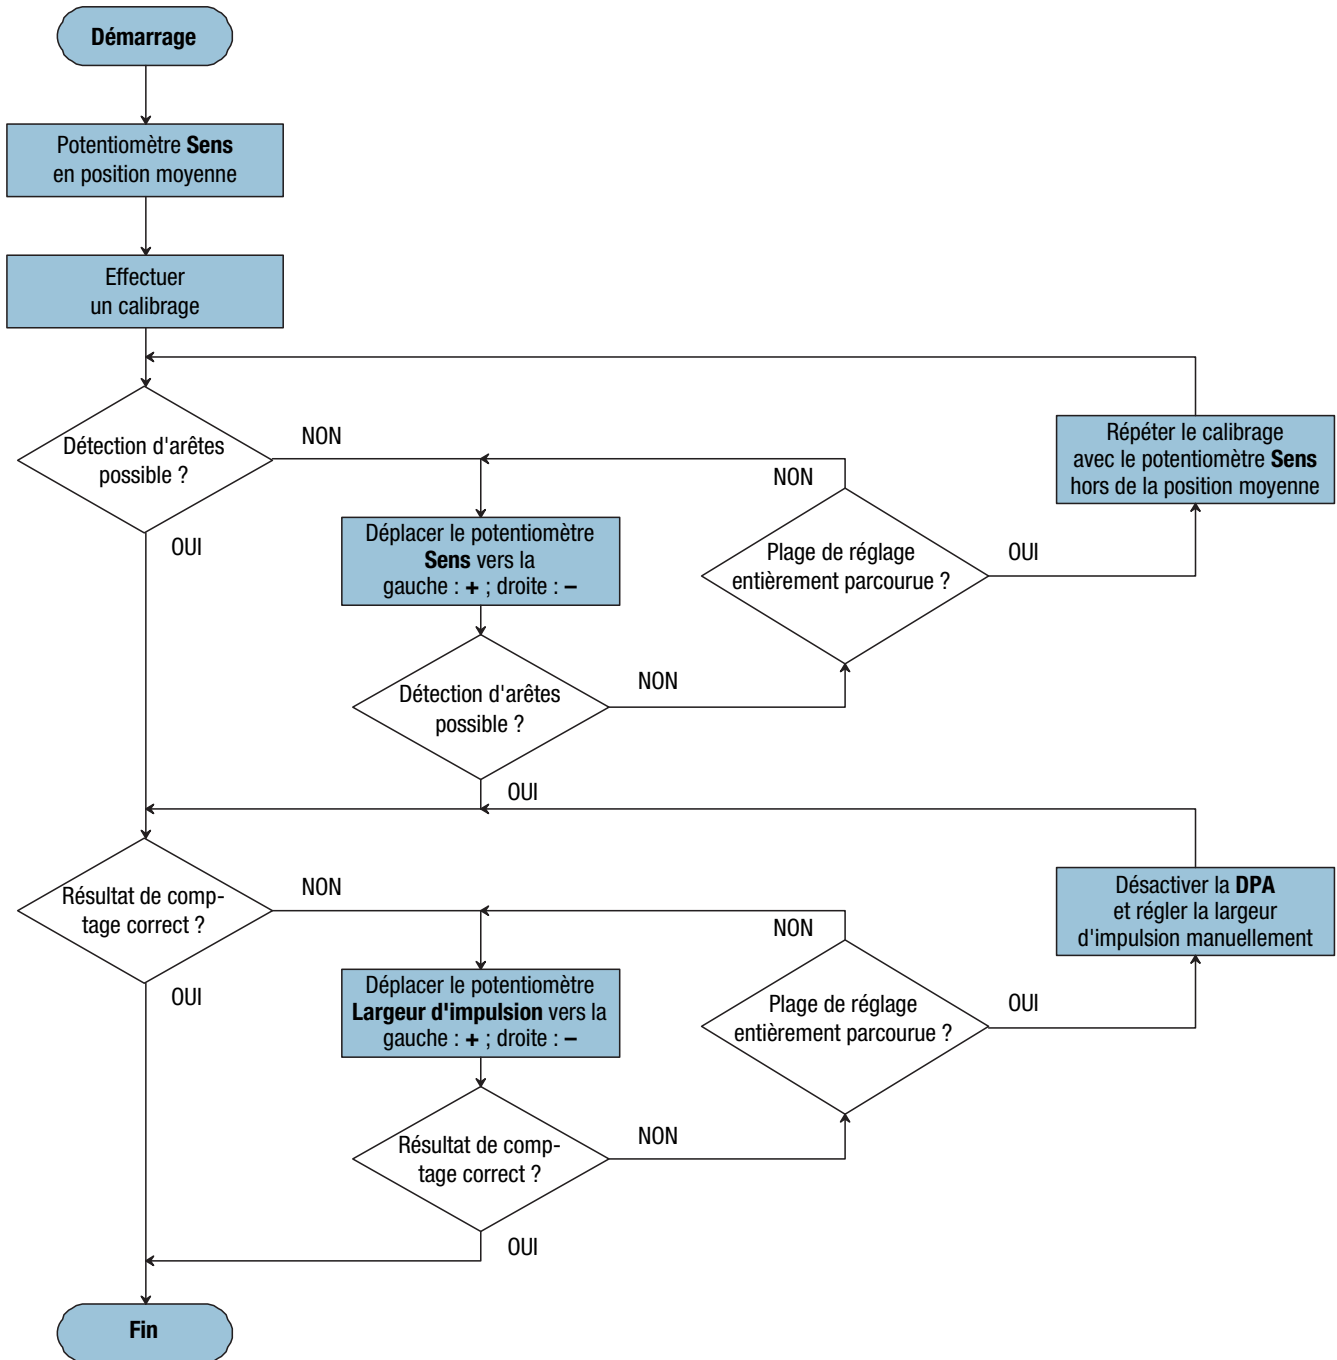 Démarrage
Potentiomètre Sens
en position moyenne
Effectuer
un calibrage
Détection d'arêtes
possible ?
NON
OUI
Déplacer le potentiomètre
Sens vers la
gauche : + ; droite : –
Détection d'arêtes
possible ?
NON
OUI
Plage de réglage
entièrement parcourue ?
NON
OUI
Répéter le calibrage
avec le potentiomètre Sens
hors de la position moyenne
Résultat de comp-
tage correct ?
NON
OUI
Déplacer le potentiomètre
Largeur d'impulsion vers la
gauche : + ; droite : –
Résultat de comp-
tage correct ?
NON
OUI
Plage de réglage
entièrement parcourue ?
NON
OUI
Désactiver la DPA
et régler la largeur
d'impulsion manuellement
Fin